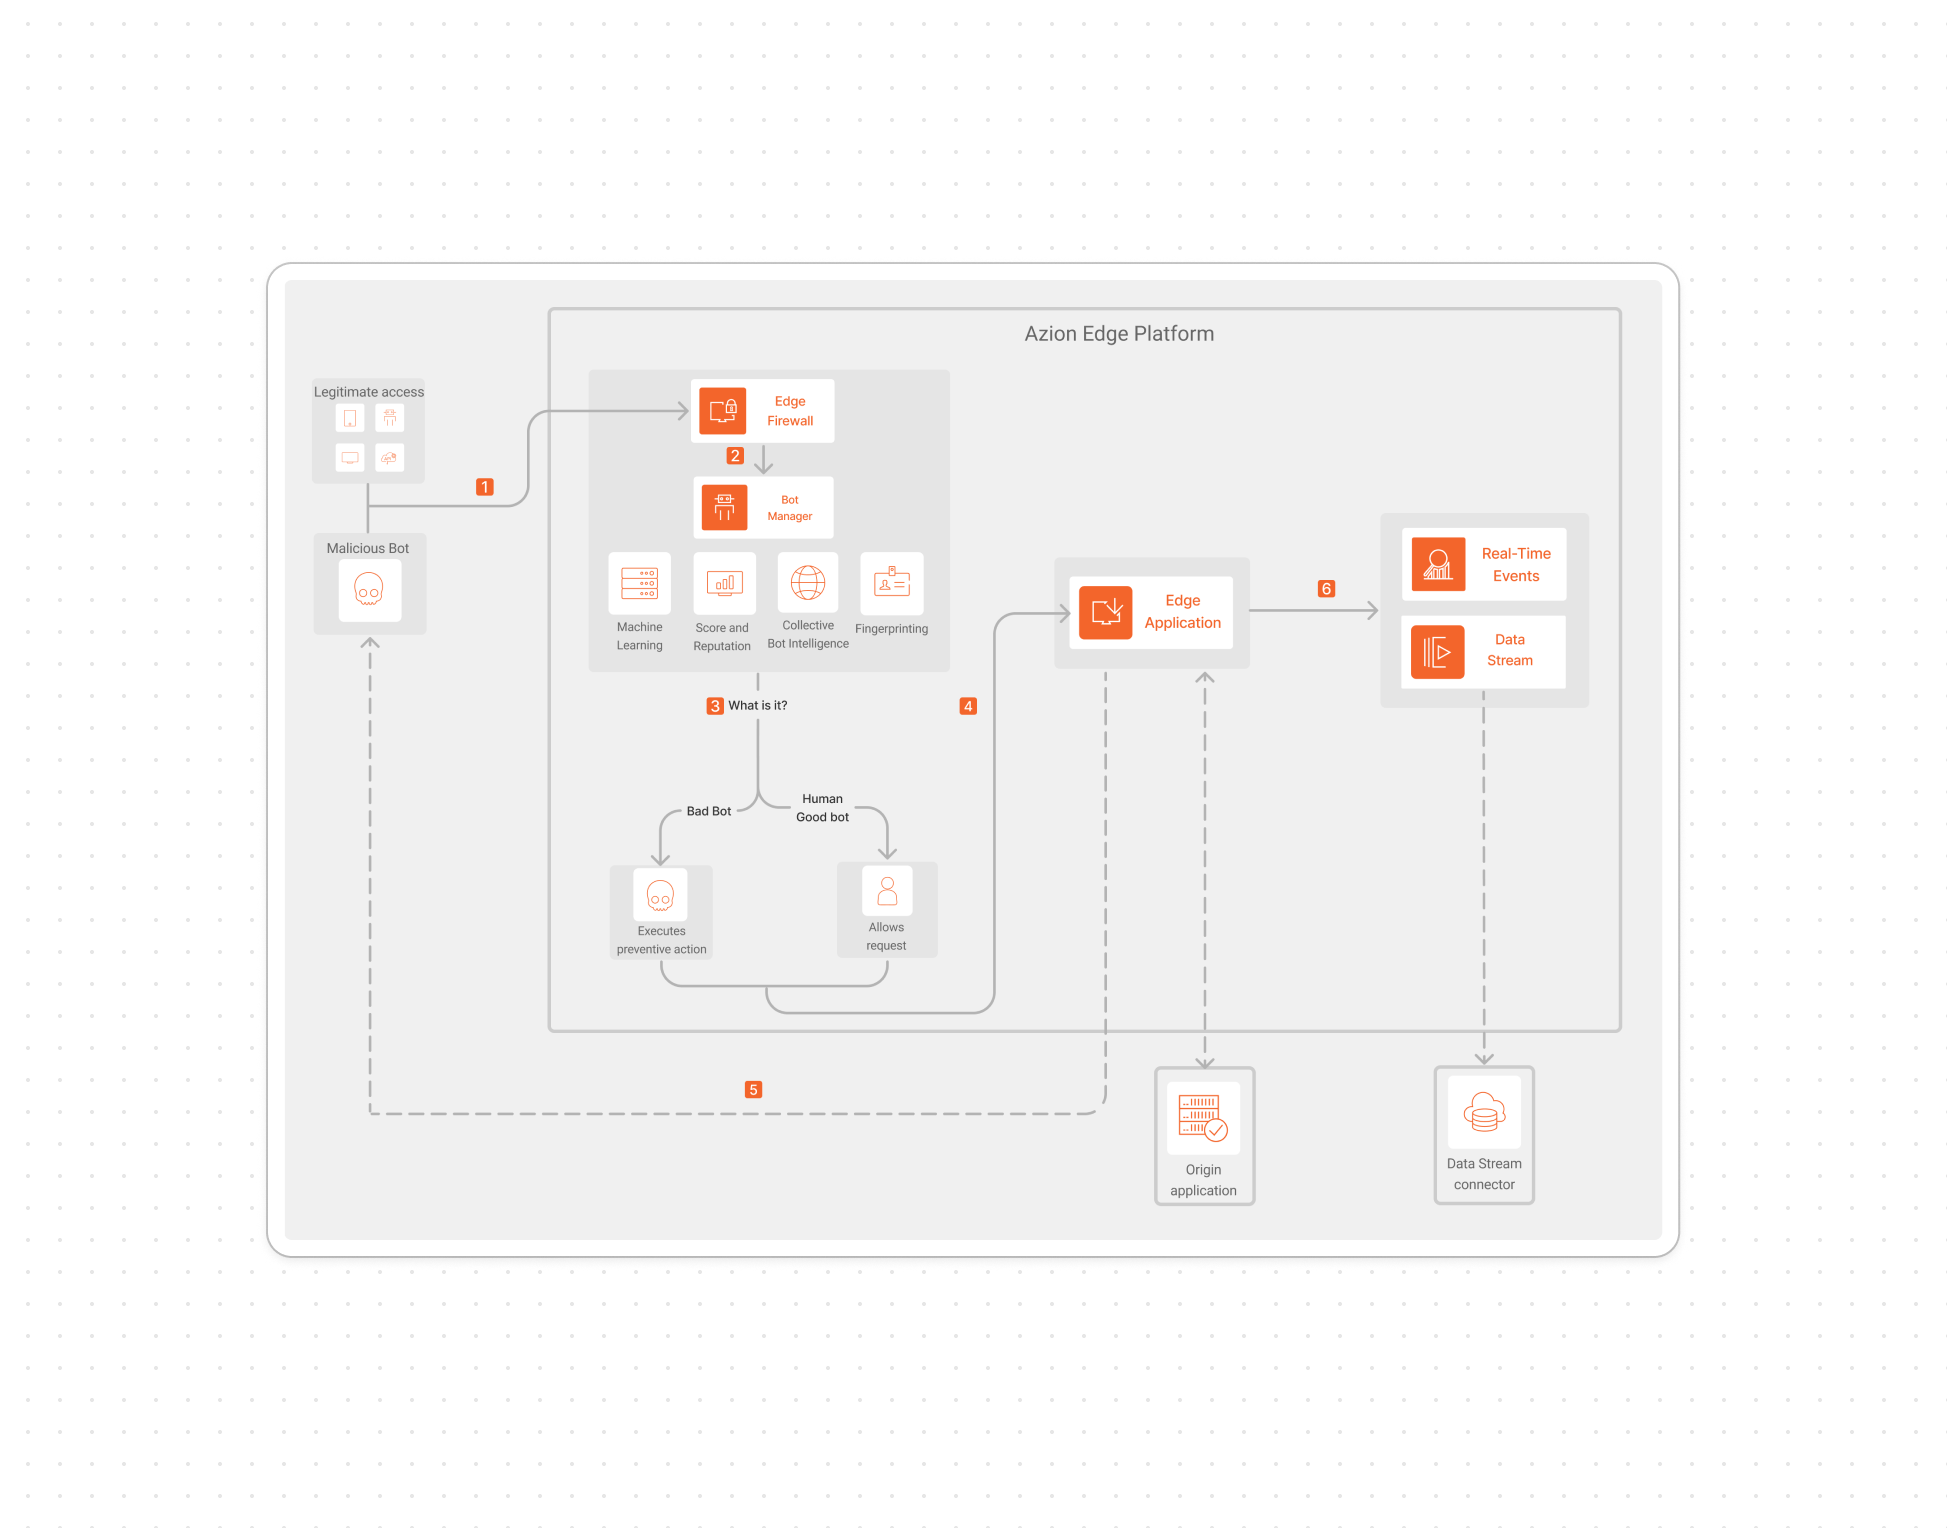 Azion Edge Platform
Legitimate access
1
Malicious Bot
Edge
Firewall
2
Bot
Manager
Machine
Learning
Score and
Reputation
Collective
Bot Intelligence
Fingerprinting
3 What is it?
Bad Bot
Human
Good bot
Executes
preventive action
Allows
request
4
Edge
Application
5
6
Real-Time
Events
Data
Stream
Origin
application
Data Stream
connector